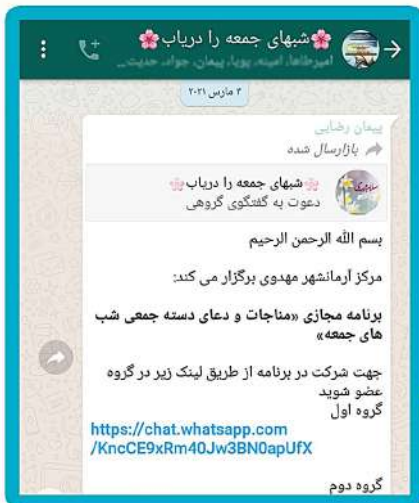 🌸شبهای جمعه را دریاب🌸
امیرطاها، امینه، پویا، پیمان، جواد، حدیث...
۴ مارس ۲۰۲۱
پیمان رضایی
بازارسال شده
🌸شبهای جمعه را دریاب🌸
دعوت به گفتگوی گروهی
بسم الله الرحمن الرحیم
مرکز آرمانشهر مهدوی برگزار می کند:
برنامه مجازی «مناجات و دعای دسته جمعی شب
های جمعه»
جهت شرکت در برنامه از طریق لینک زیر در گروه
عضو شوید
گروه اول
https://chat.whatsapp.com
/KncCE9xRm40Jw3BN0apUfX
گروه دوم